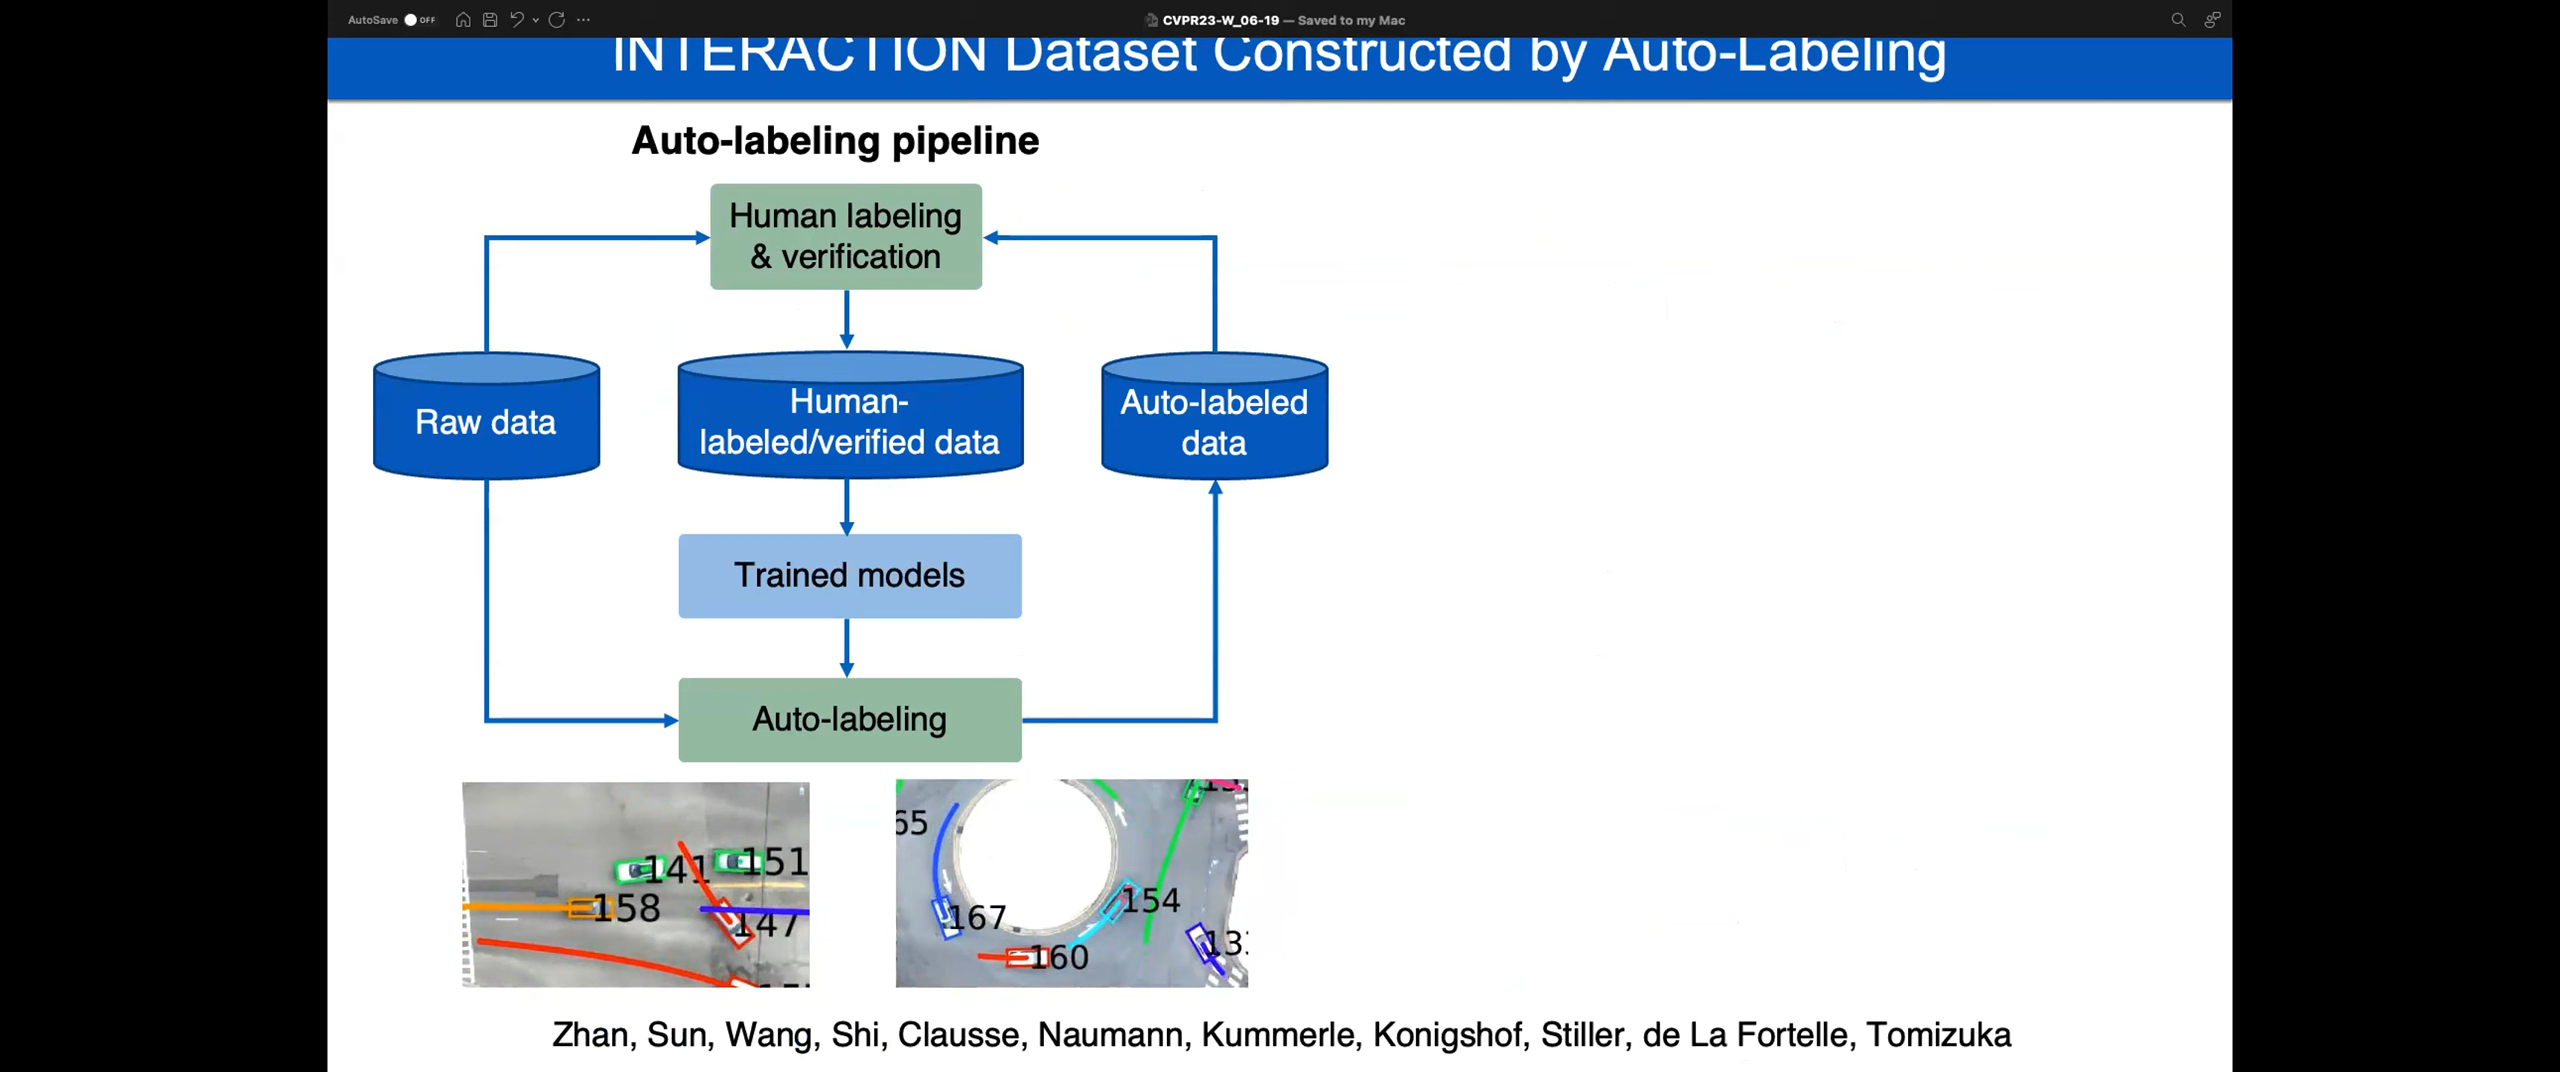 AutoSave OFF
CVPR23-W_06-19 — Saved to my Mac
INTERACTION Dataset Constructed by Auto-Labeling
Auto-labeling pipeline
Human labeling
& verification
Raw data
Human-
labeled/verified data
Auto-labeled
data
Trained models
Auto-labeling
141
151
158
147
65
167
154
160
Zhan, Sun, Wang, Shi, Clausse, Naumann, Kummerle, Konigshof, Stiller, de La Fortelle, Tomizuka